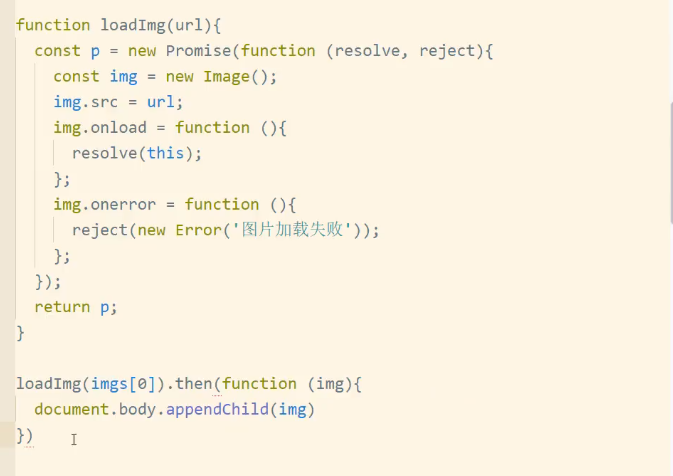 function loadImg(url){
  const p = new Promise(function (resolve, reject){
    const img = new Image();
    img.src = url;
    img.onload = function (){
      resolve(this);
    };
    img.onerror = function (){
      reject(new Error('图片加载失败'));
    };
  });
  return p;
}

loadImg(imgs[0]).then(function (img){
  document.body.appendChild(img)
})